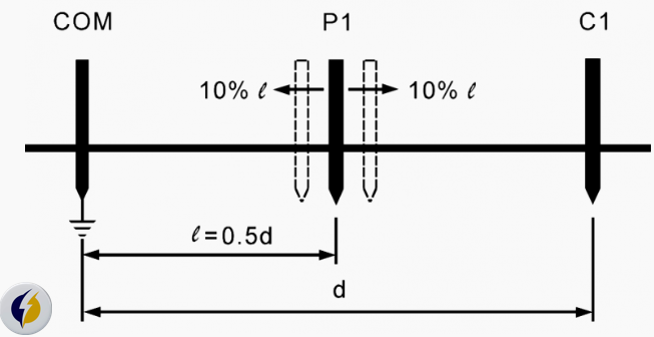 COM P1 C1
10% ℓ 10% ℓ
ℓ=0.5d
d